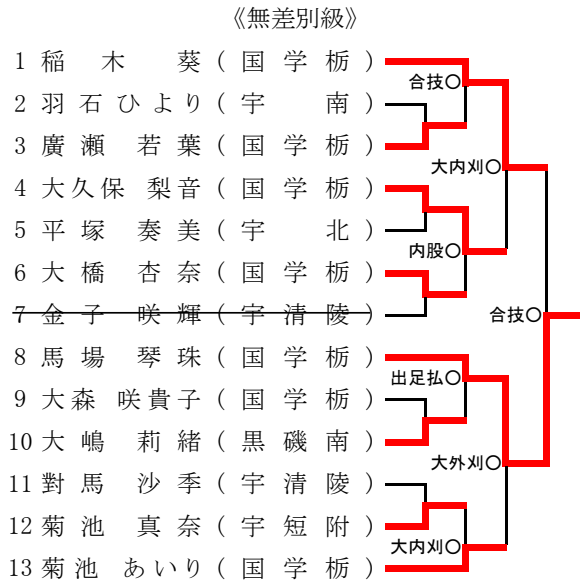 《無差別級》
1 稲木 葵 (国学栃)
合技○
2 羽石ひより (宇南)
3 廣瀬 若葉 (国学栃)
大内刈○
4 大久保 梨音 (国学栃)
5 平塚 奏美 (宇北)
内股○
6 大橋 杏奈 (国学栃)
7 金子 咲輝 (宇清陵)
合技○
8 馬場 琴珠 (国学栃)
出足払○
9 大森 咲貴子 (国学栃)
10 大嶋 莉緒 (黒磯南)
大外刈○
11 對馬 沙季 (宇清陵)
12 菊池 真奈 (宇短附)
大内刈○
13 菊池 あいり (国学栃)